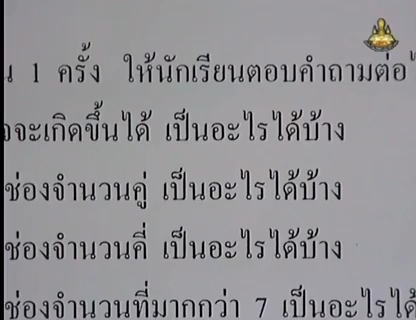 น 1 ครั้ง ให้นักเรียนตอบคำถามต่อ
จะเกิดขึ้นได้ เป็นอะไรได้บ้าง
ช่องจำนวนคู่ เป็นอะไรได้บ้าง
ช่องจำนวนคี่ เป็นอะไรได้บ้าง
ช่องจำนวนที่มากกว่า 7 เป็นอะไรได้